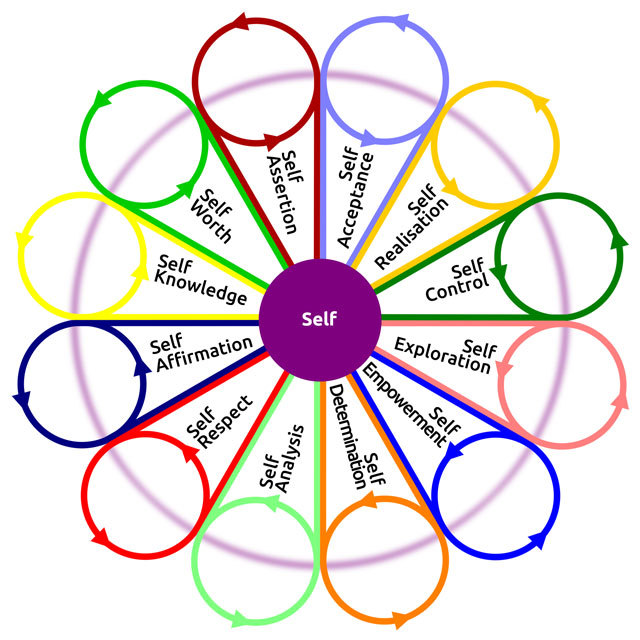 Self
Assertion
Self
Acceptance
Self
Realisation
Self
Control
Self
Exploration
Self
Empowerment
Self
Determination
Self
Analysis
Self
Respect
Self
Affirmation
Self
Knowledge
Self
Worth
Self